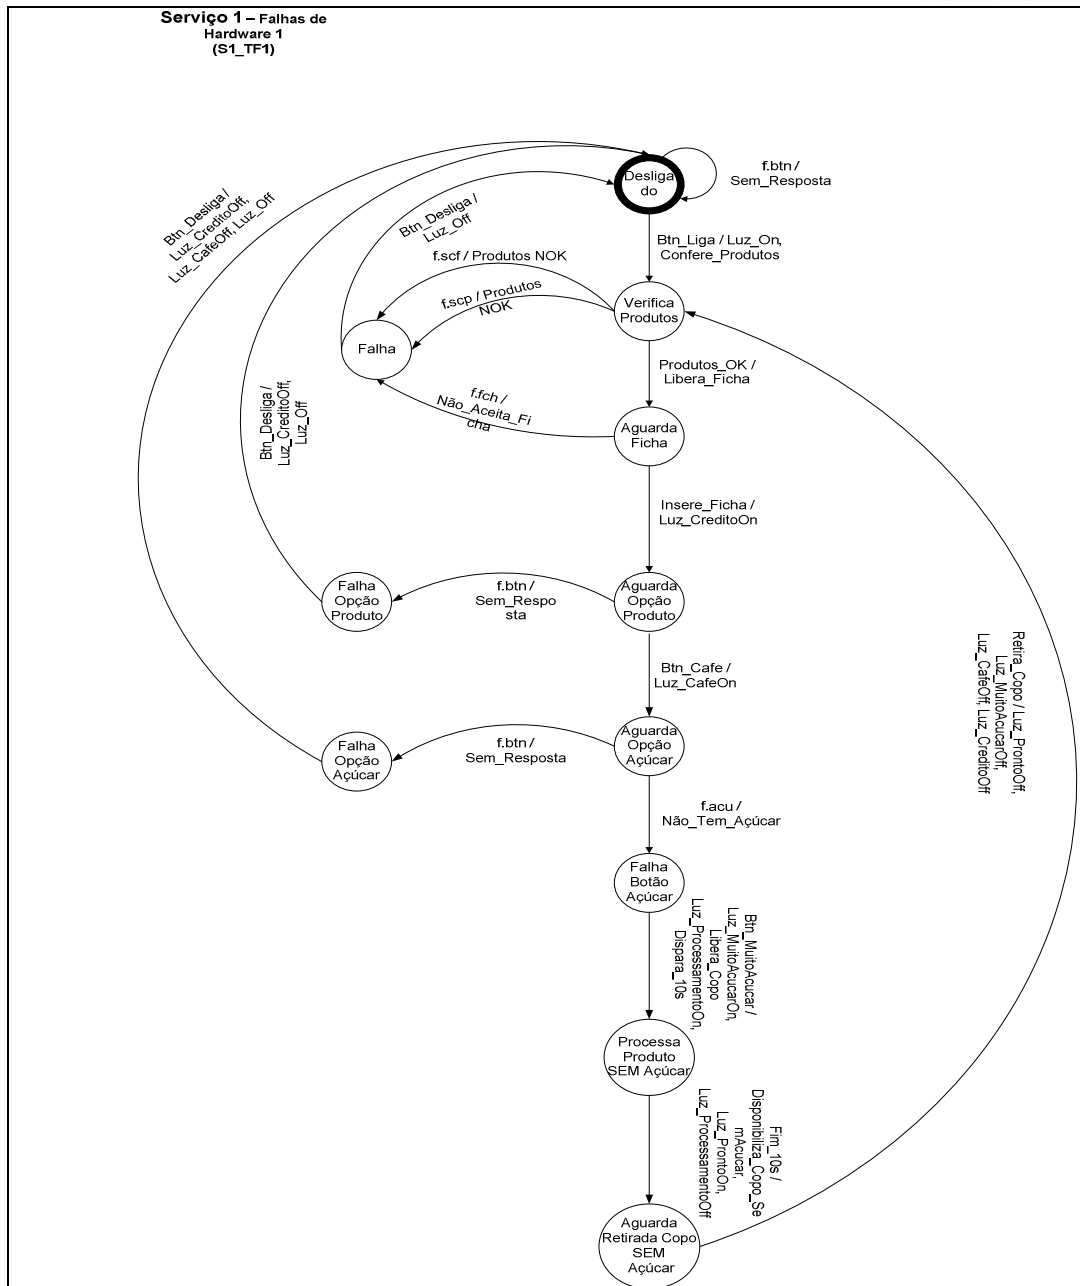 Serviço 1 – Falhas de
Hardware 1
(S1_TF1)
Desliga
do
f.btn /
Sem_Resposta
Btn_Desliga /
Luz_CreditoOff,
Luz_CafeOff, Luz_Off
Btn_Desliga /
Luz_Off
Btn_Liga / Luz_On,
Confere_Produtos
f.scf / Produtos NOK
f.scp / Produtos
NOK
Verifica
Produtos
Falha
Produtos_OK /
Libera_Ficha
f.fch /
Não_Aceita_Fi
cha
Aguarda
Ficha
Btn_Desliga /
Luz_CreditoOff,
Luz_Off
Insere_Ficha /
Luz_CreditoOn
Falha
Opção
Produto
f.btn /
Sem_Respo
sta
Aguarda
Opção
Produto
Btn_Cafe /
Luz_CafeOn
Retira_Copo / Luz_ProntoOff,
Luz_MuitoAcucarOff,
Luz_CafeOff, Luz_CreditoOff
Falha
Opção
Açúcar
f.btn /
Sem_Resposta
Aguarda
Opção
Açúcar
f.acu /
Não_Tem_Açúcar
Falha
Botão
Açúcar
Btn_MuitoAcucar /
Luz_MuitoAcucarOn,
Libera_Copo
Luz_ProcessamentoOn,
Dispara_10s
Processa
Produto
SEM Açúcar
Fim_10s /
Disponibiliza_Copo_Se
mAcucar,
Luz_ProntoOn,
Luz_ProcessamentoOff
Aguarda
Retirada Copo
SEM
Açúcar